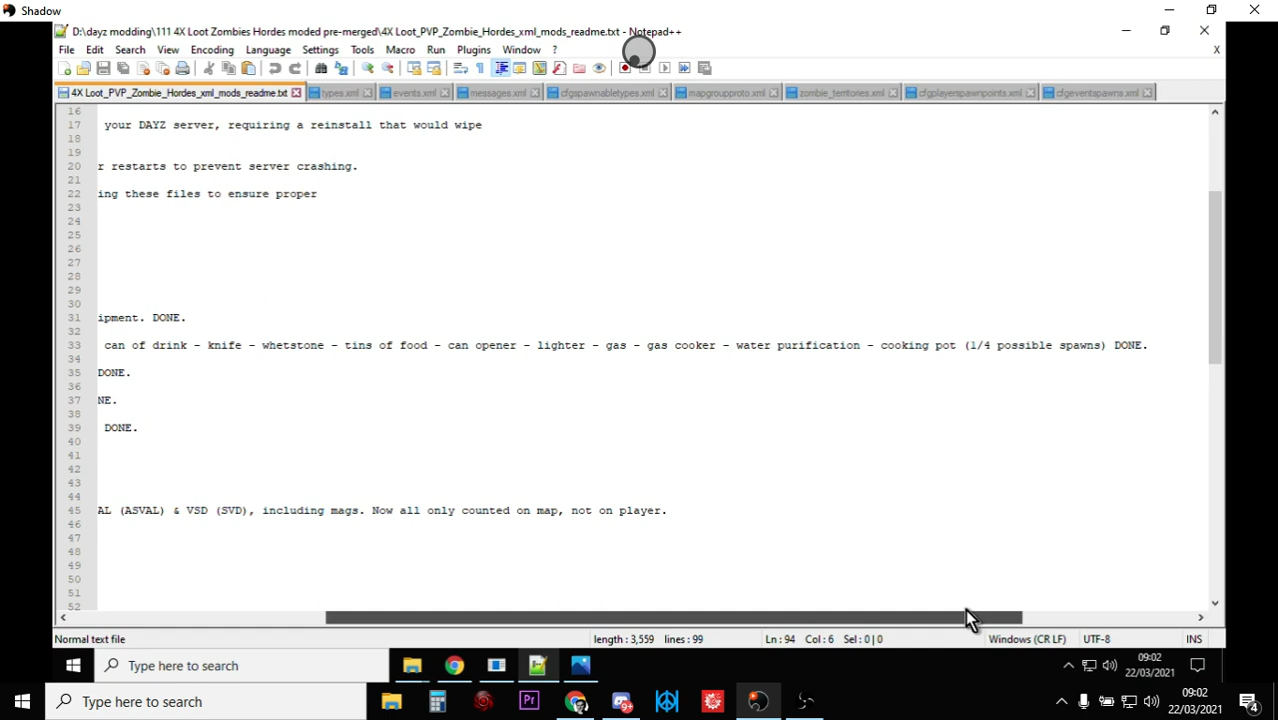 Shadow
D:\dayz modding\111 4X Loot Zombies Hordes moded pre-merged\4X Loot_PVP_Zombie_Hordes_xml_mods_readme.txt - Notepad++
File Edit Search View Encoding Language Settings Tools Macro Run Plugins Window ? X
4X Loot_PVP_Zombie_Hordes_xml_mods_readme.txt types.xml events.xml messages.xml cfgspawnabletypes.xml mapgroupproto.xml zombie_territories.xml cfgplayerspawnpoints.xml cfgeventspawns.xml
16
17 your DAYZ server, requiring a reinstall that would wipe
18
19
20 r restarts to prevent server crashing.
21
22 ing these files to ensure proper
23
24
25
26
27
28
29
30
31 ipment. DONE.
32
33 can of drink - knife - whetstone - tins of food - can opener - lighter - gas - gas cooker - water purification - cooking pot (1/4 possible spawns) DONE.
34
35 DONE.
36
37 NE.
38
39 DONE.
40
41
42
43
44
45 AL (ASVAL) & VSD (SVD), including mags. Now all only counted on map, not on player.
46
47
48
49
50
51
52
Normal text file length : 3,559 lines : 99 Ln : 94 Col : 6 Sel : 0 | 0 Windows (CR LF) UTF-8 INS
Type here to search 09:02
22/03/2021
Type here to search Pr 9+ 09:02
22/03/2021 4